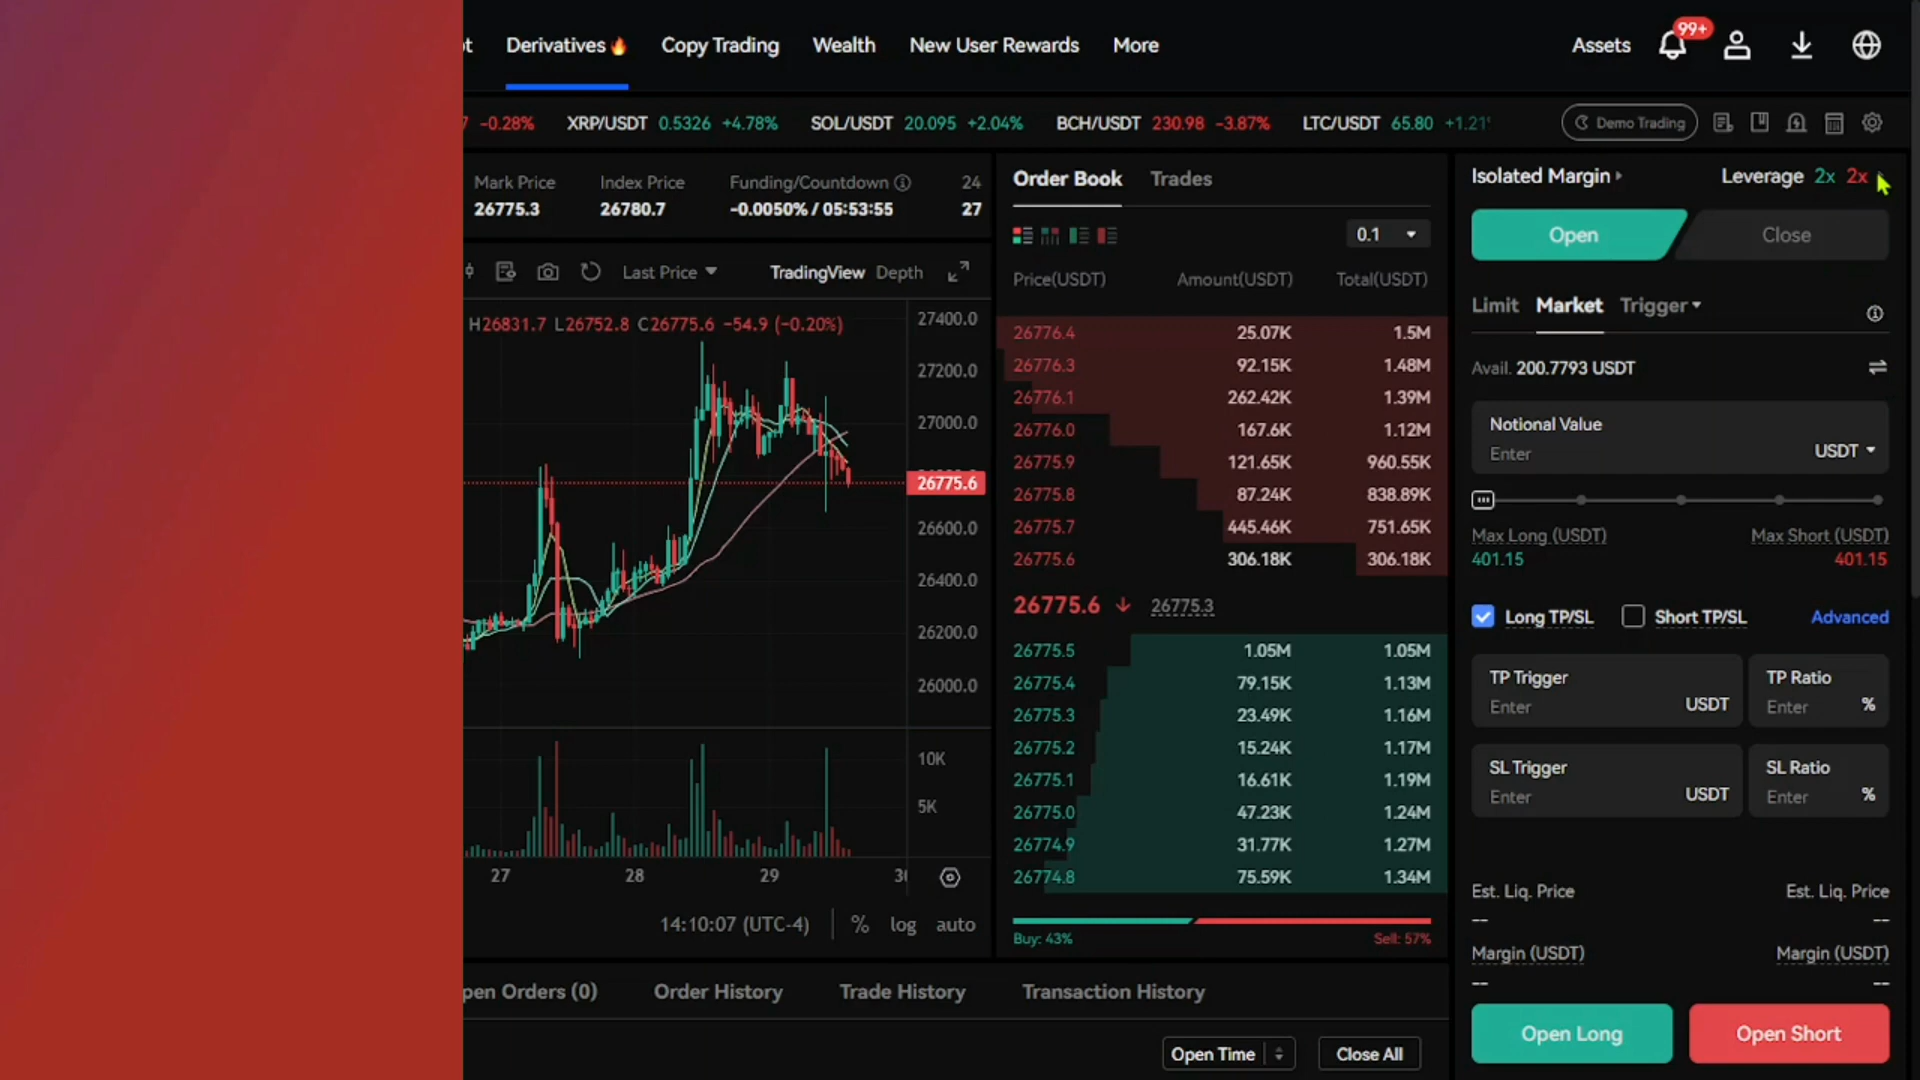 Derivatives Copy Trading Wealth New User Rewards More Assets 99+
-0.28% XRP/USDT 0.5326 +4.78% SOL/USDT 20.095 +2.04% BCH/USDT 230.98 -3.87% LTC/USDT 65.80 +1.21 Demo Trading
Mark Price Index Price Funding/Countdown 24
26775.3 26780.7 -0.0050% / 05:53:55 27
Last Price TradingView Depth
H26831.7 L26752.8 C26775.6 -54.9 (-0.20%)
27400.0
27200.0
27000.0
26775.6
26600.0
26400.0
26200.0
26000.0
10K
5K
27 28 29
14:10:07 (UTC-4) % log auto
Order Book Trades
0.1
Price(USDT) Amount(USDT) Total(USDT)
26776.4 25.07K 1.5M
26776.3 92.15K 1.48M
26776.1 262.42K 1.39M
26776.0 167.6K 1.12M
26775.9 121.65K 960.55K
26775.8 87.24K 838.89K
26775.7 445.46K 751.65K
26775.6 306.18K 306.18K
26775.6 26775.3
26775.5 1.05M 1.05M
26775.4 79.15K 1.13M
26775.3 23.49K 1.16M
26775.2 15.24K 1.17M
26775.1 16.61K 1.19M
26775.0 47.23K 1.24M
26774.9 31.77K 1.27M
26774.8 75.59K 1.34M
Buy: 43% Sell: 57%
Isolated Margin Leverage 2x 2x
Open Close
Limit Market Trigger
Avail. 200.7793 USDT
Notional Value
Enter USDT
Max Long (USDT) Max Short (USDT)
401.15 401.15
Long TP/SL Short TP/SL Advanced
TP Trigger TP Ratio
Enter USDT Enter %
SL Trigger SL Ratio
Enter USDT Enter %
Est. Liq. Price Est. Liq. Price
-- --
Margin (USDT) Margin (USDT)
-- --
Open Long Open Short
pen Orders (0) Order History Trade History Transaction History
Open Time Close All